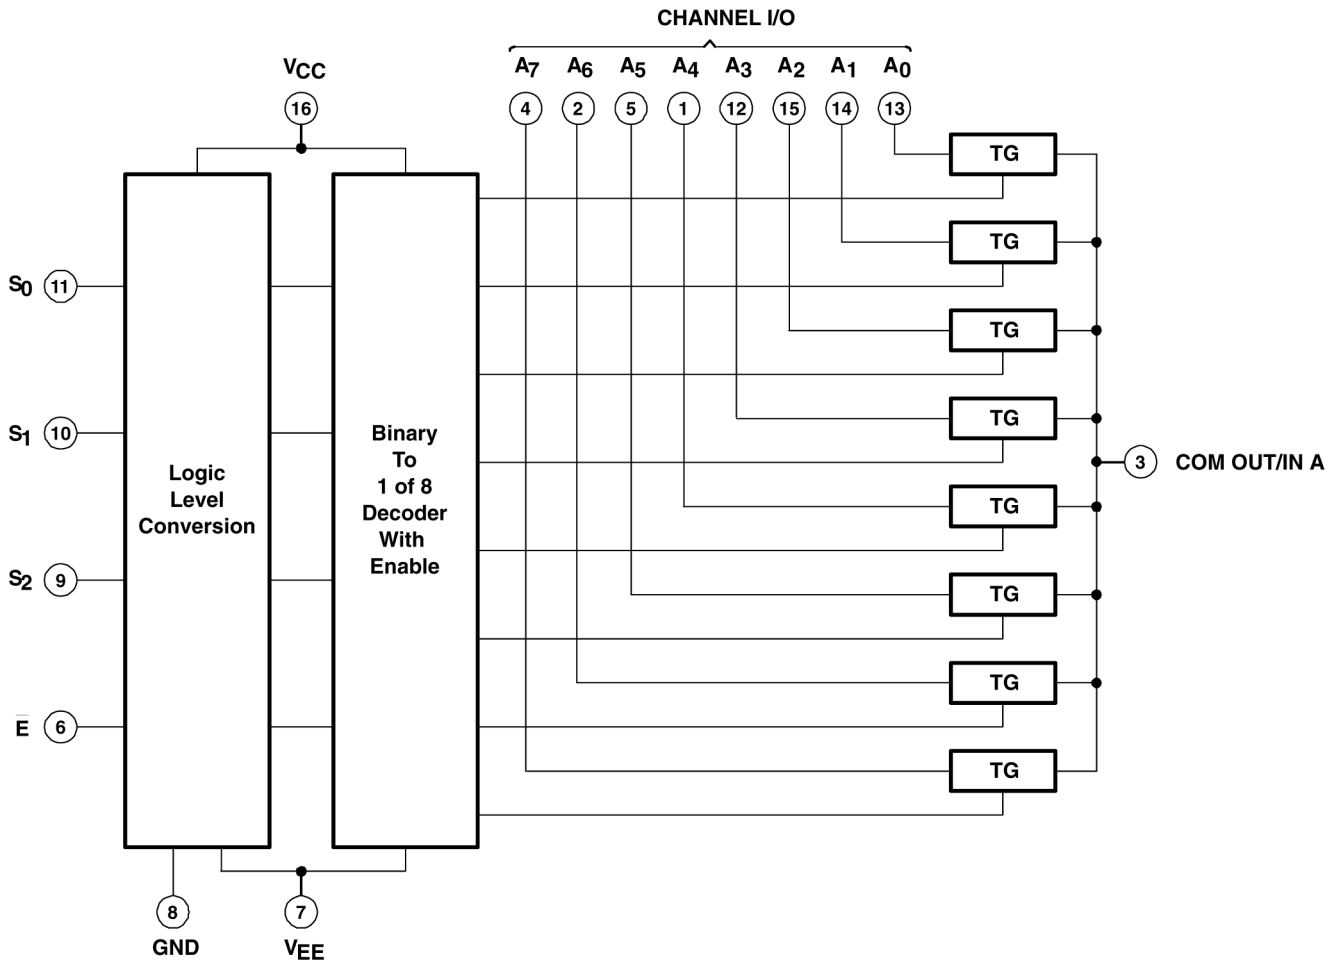 CHANNEL I/O
A7 A6 A5 A4 A3 A2 A1 A0
4 2 5 1 12 15 14 13
VCC
16
TG
TG
TG
TG
TG
TG
TG
TG
S0 11
S1 10
S2 9
E̅ 6
Logic
Level
Conversion
Binary
To
1 of 8
Decoder
With
Enable
3 COM OUT/IN A
8
GND
7
VEE